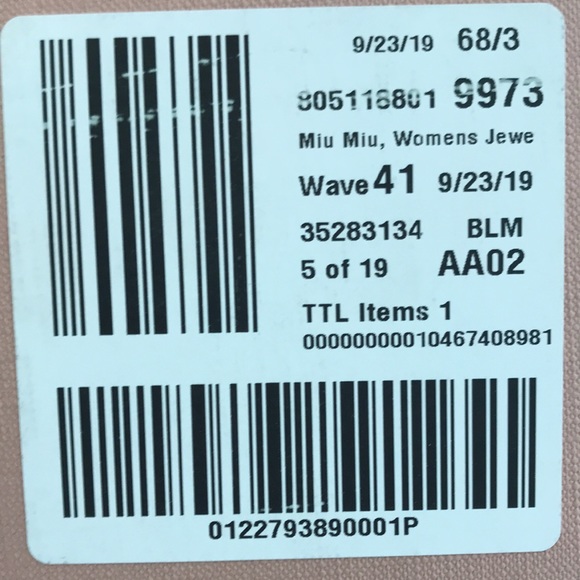 9/23/19 68/3
805118801 9973
Miu Miu, Womens Jewe
Wave 41 9/23/19
35283134 BLM
5 of 19 AA02
TTL Items 1
00000000010467408981
0122793890001P